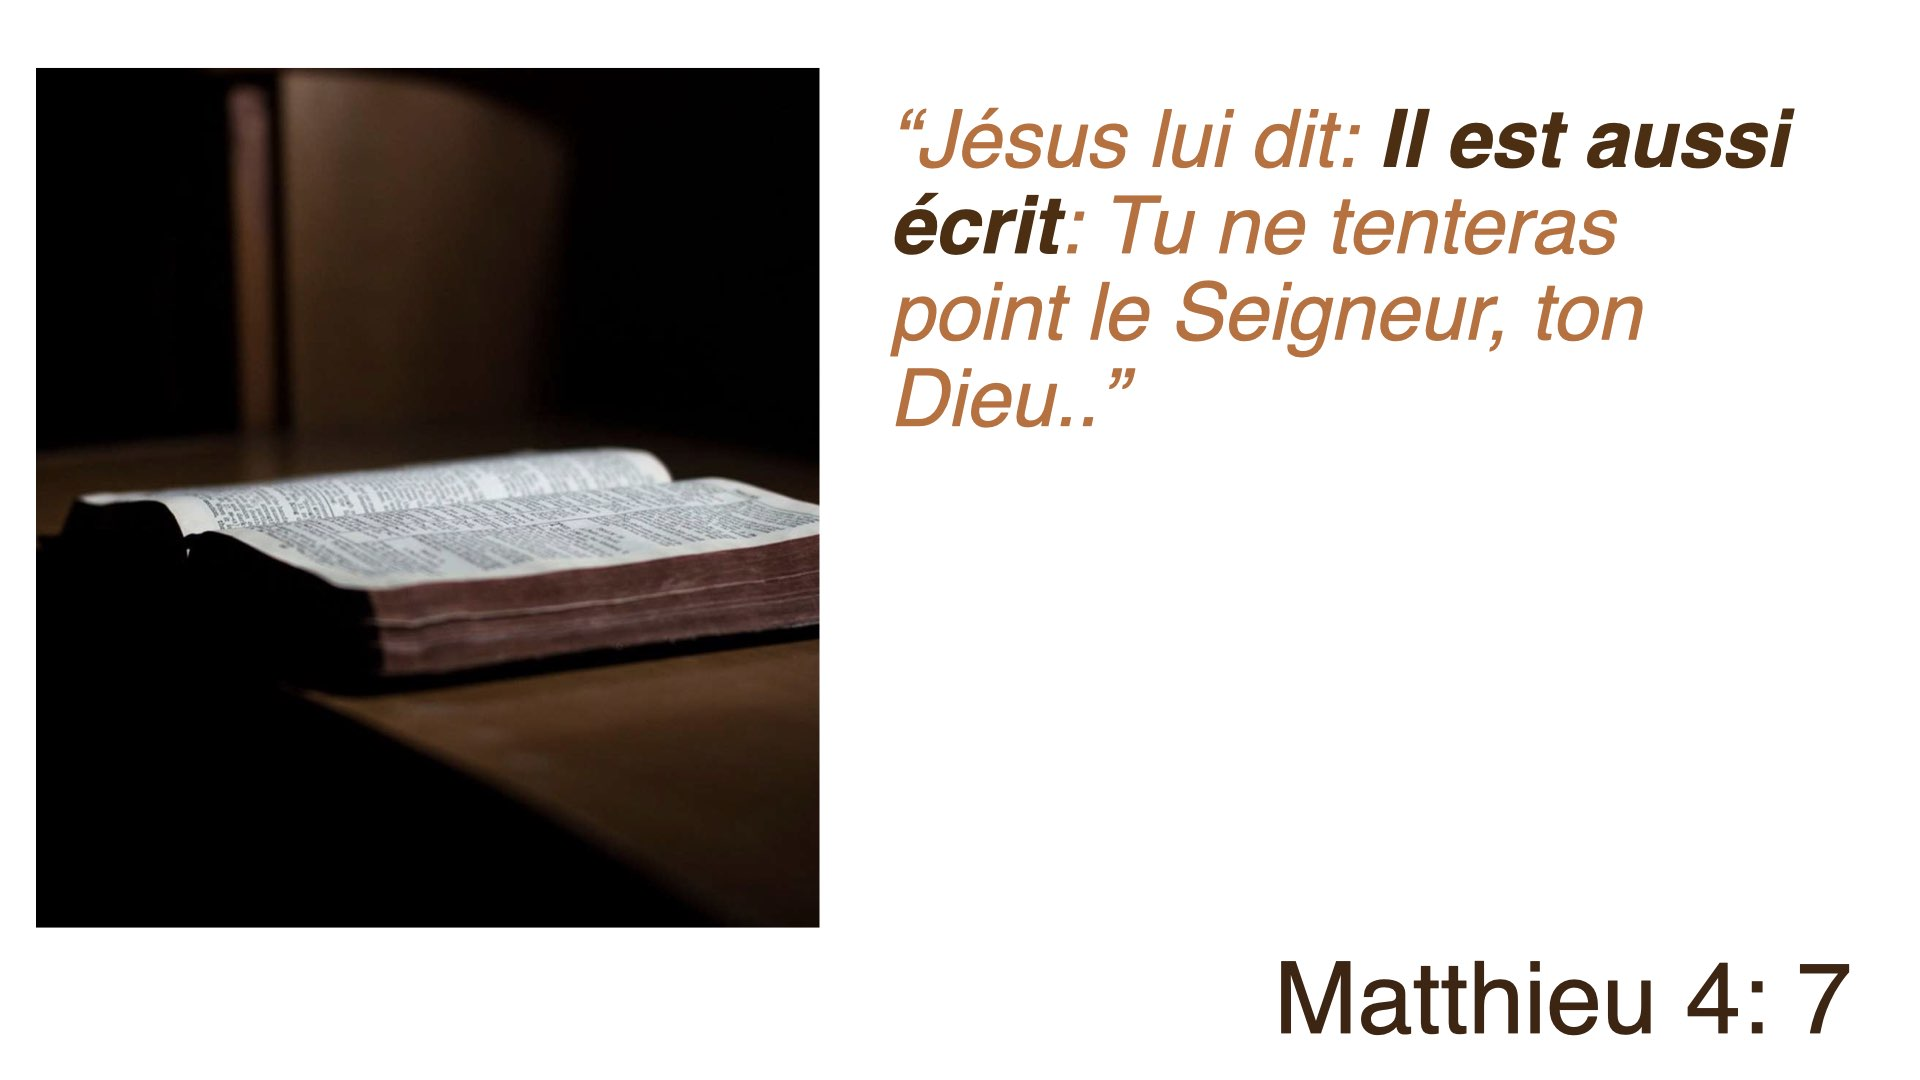 “Jésus lui dit: Il est aussi
écrit: Tu ne tenteras
point le Seigneur, ton
Dieu..”
Matthieu 4: 7